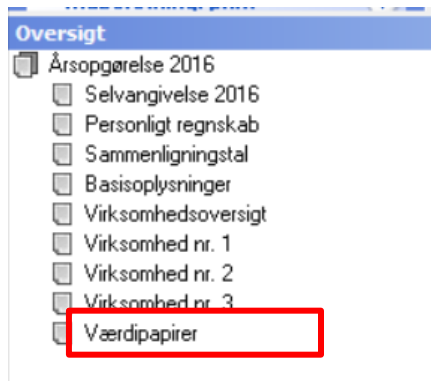 Oversigt
Årsopgørelse 2016
Selvangivelse 2016
Personligt regnskab
Sammenligningstal
Basisoplysninger
Virksomhedsoversigt
Virksomhed nr. 1
Virksomhed nr. 2
Virksomhed nr. 3
Værdipapirer